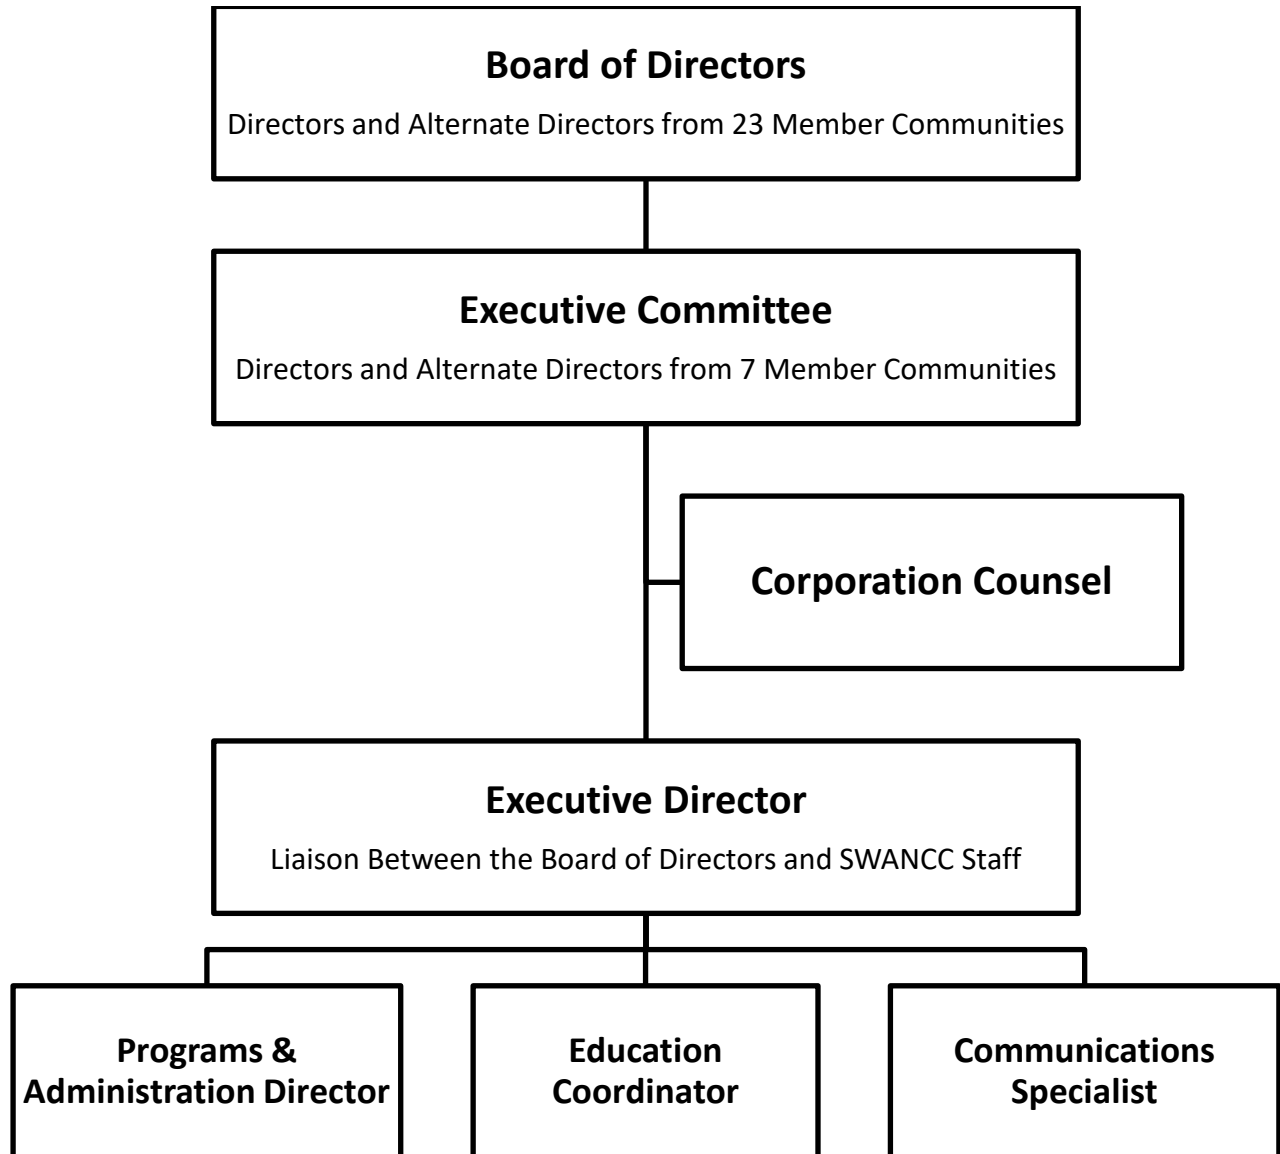 Board of Directors
Directors and Alternate Directors from 23 Member Communities
Executive Committee
Directors and Alternate Directors from 7 Member Communities
Corporation Counsel
Executive Director
Liaison Between the Board of Directors and SWANCC Staff
Programs &
Administration Director
Education
Coordinator
Communications
Specialist